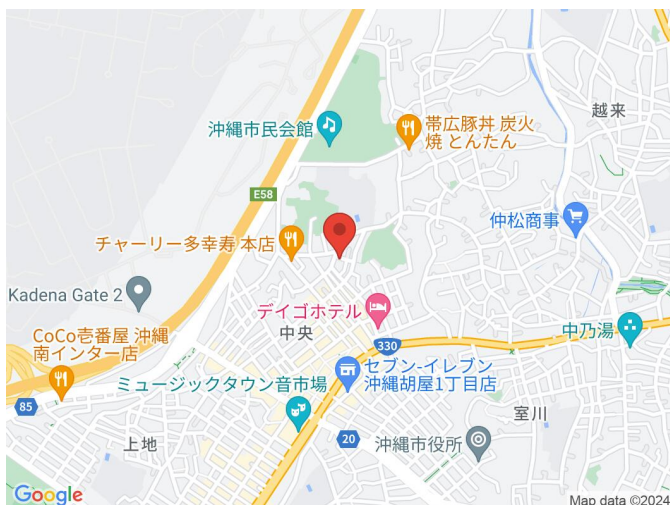 越来
沖縄市民会館
帯広豚丼 炭火
焼 とんたん
E58
仲松商事
チャーリー多幸寿 本店
Kadena Gate 2
デイゴホテル
中央
330
中乃湯
CoCo壱番屋 沖縄
南インター店
セブン-イレブン
沖縄胡屋1丁目店
ミュージックタウン音市場
85
室川
20
上地
沖縄市役所
Google
Map data ©2024